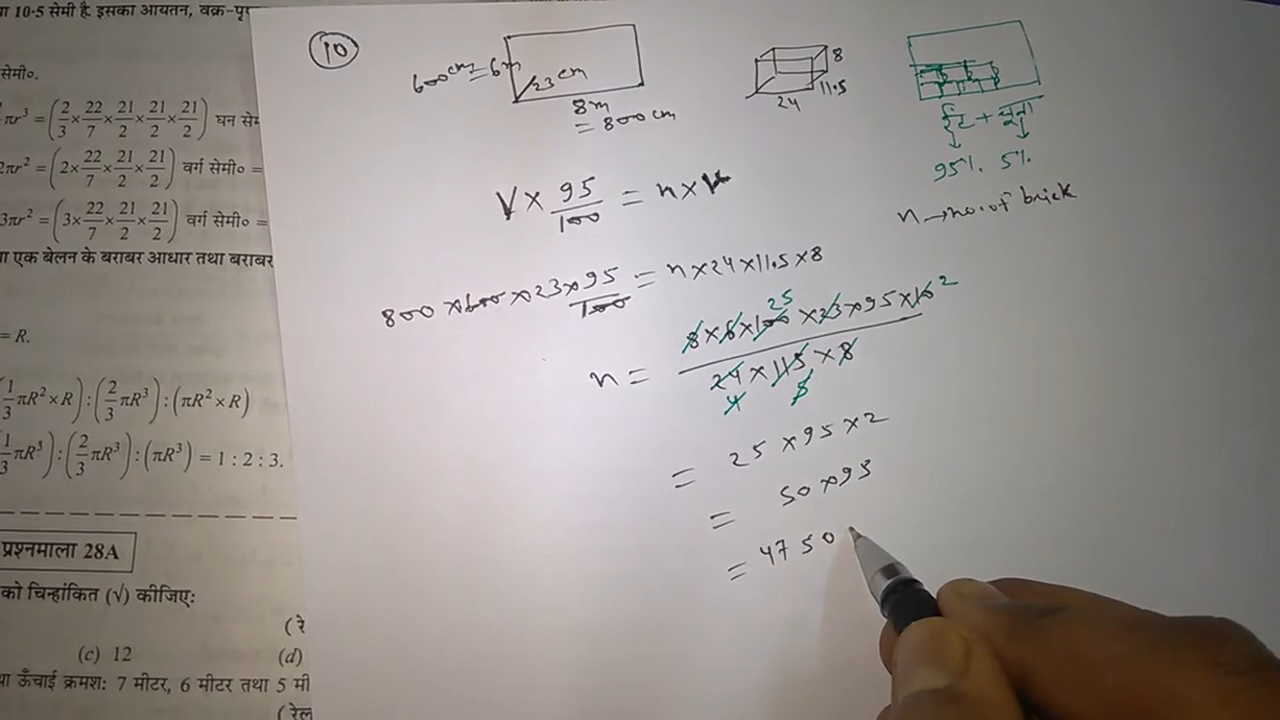 ा 10·5 सेमी है. इसका आयतन, वक्र-पृ
सेमी०.
πr³ = (2/3 × 22/7 × 21/2 × 21/2 × 21/2) घन से
2πr² = (2 × 22/7 × 21/2 × 21/2) वर्ग सेमी० =
3πr² = (3 × 22/7 × 21/2 × 21/2) वर्ग सेमी० =
ा एक बेलन के बराबर आधार तथा बराबर
= R.
(1/3 πR² × R) : (2/3 πR³) : (πR² × R)
(1/3 πR³) : (2/3 πR³) : (πR³) = 1 : 2 : 3.
प्रश्नमाला 28A
को चिन्हांकित (√) कीजिए:
(रे
(c) 12 (d)
ा ऊँचाई क्रमश: 7 मीटर, 6 मीटर तथा 5 मी
(रेल
10
600 cm = 6m
23 cm
8m
= 800 cm
8
11.5
24
ईंट + चूना
95% 5%
n → no. of brick
V × 95/100 = n × V
800 × 600 × 23 × 95/100 = n × 24 × 11.5 × 8
n = 8 × 6 × 100 × 23 × 95 × 10 / 24 × 115 × 8
25 2
4 5
= 25 × 95 × 2
= 50 × 95
= 4750